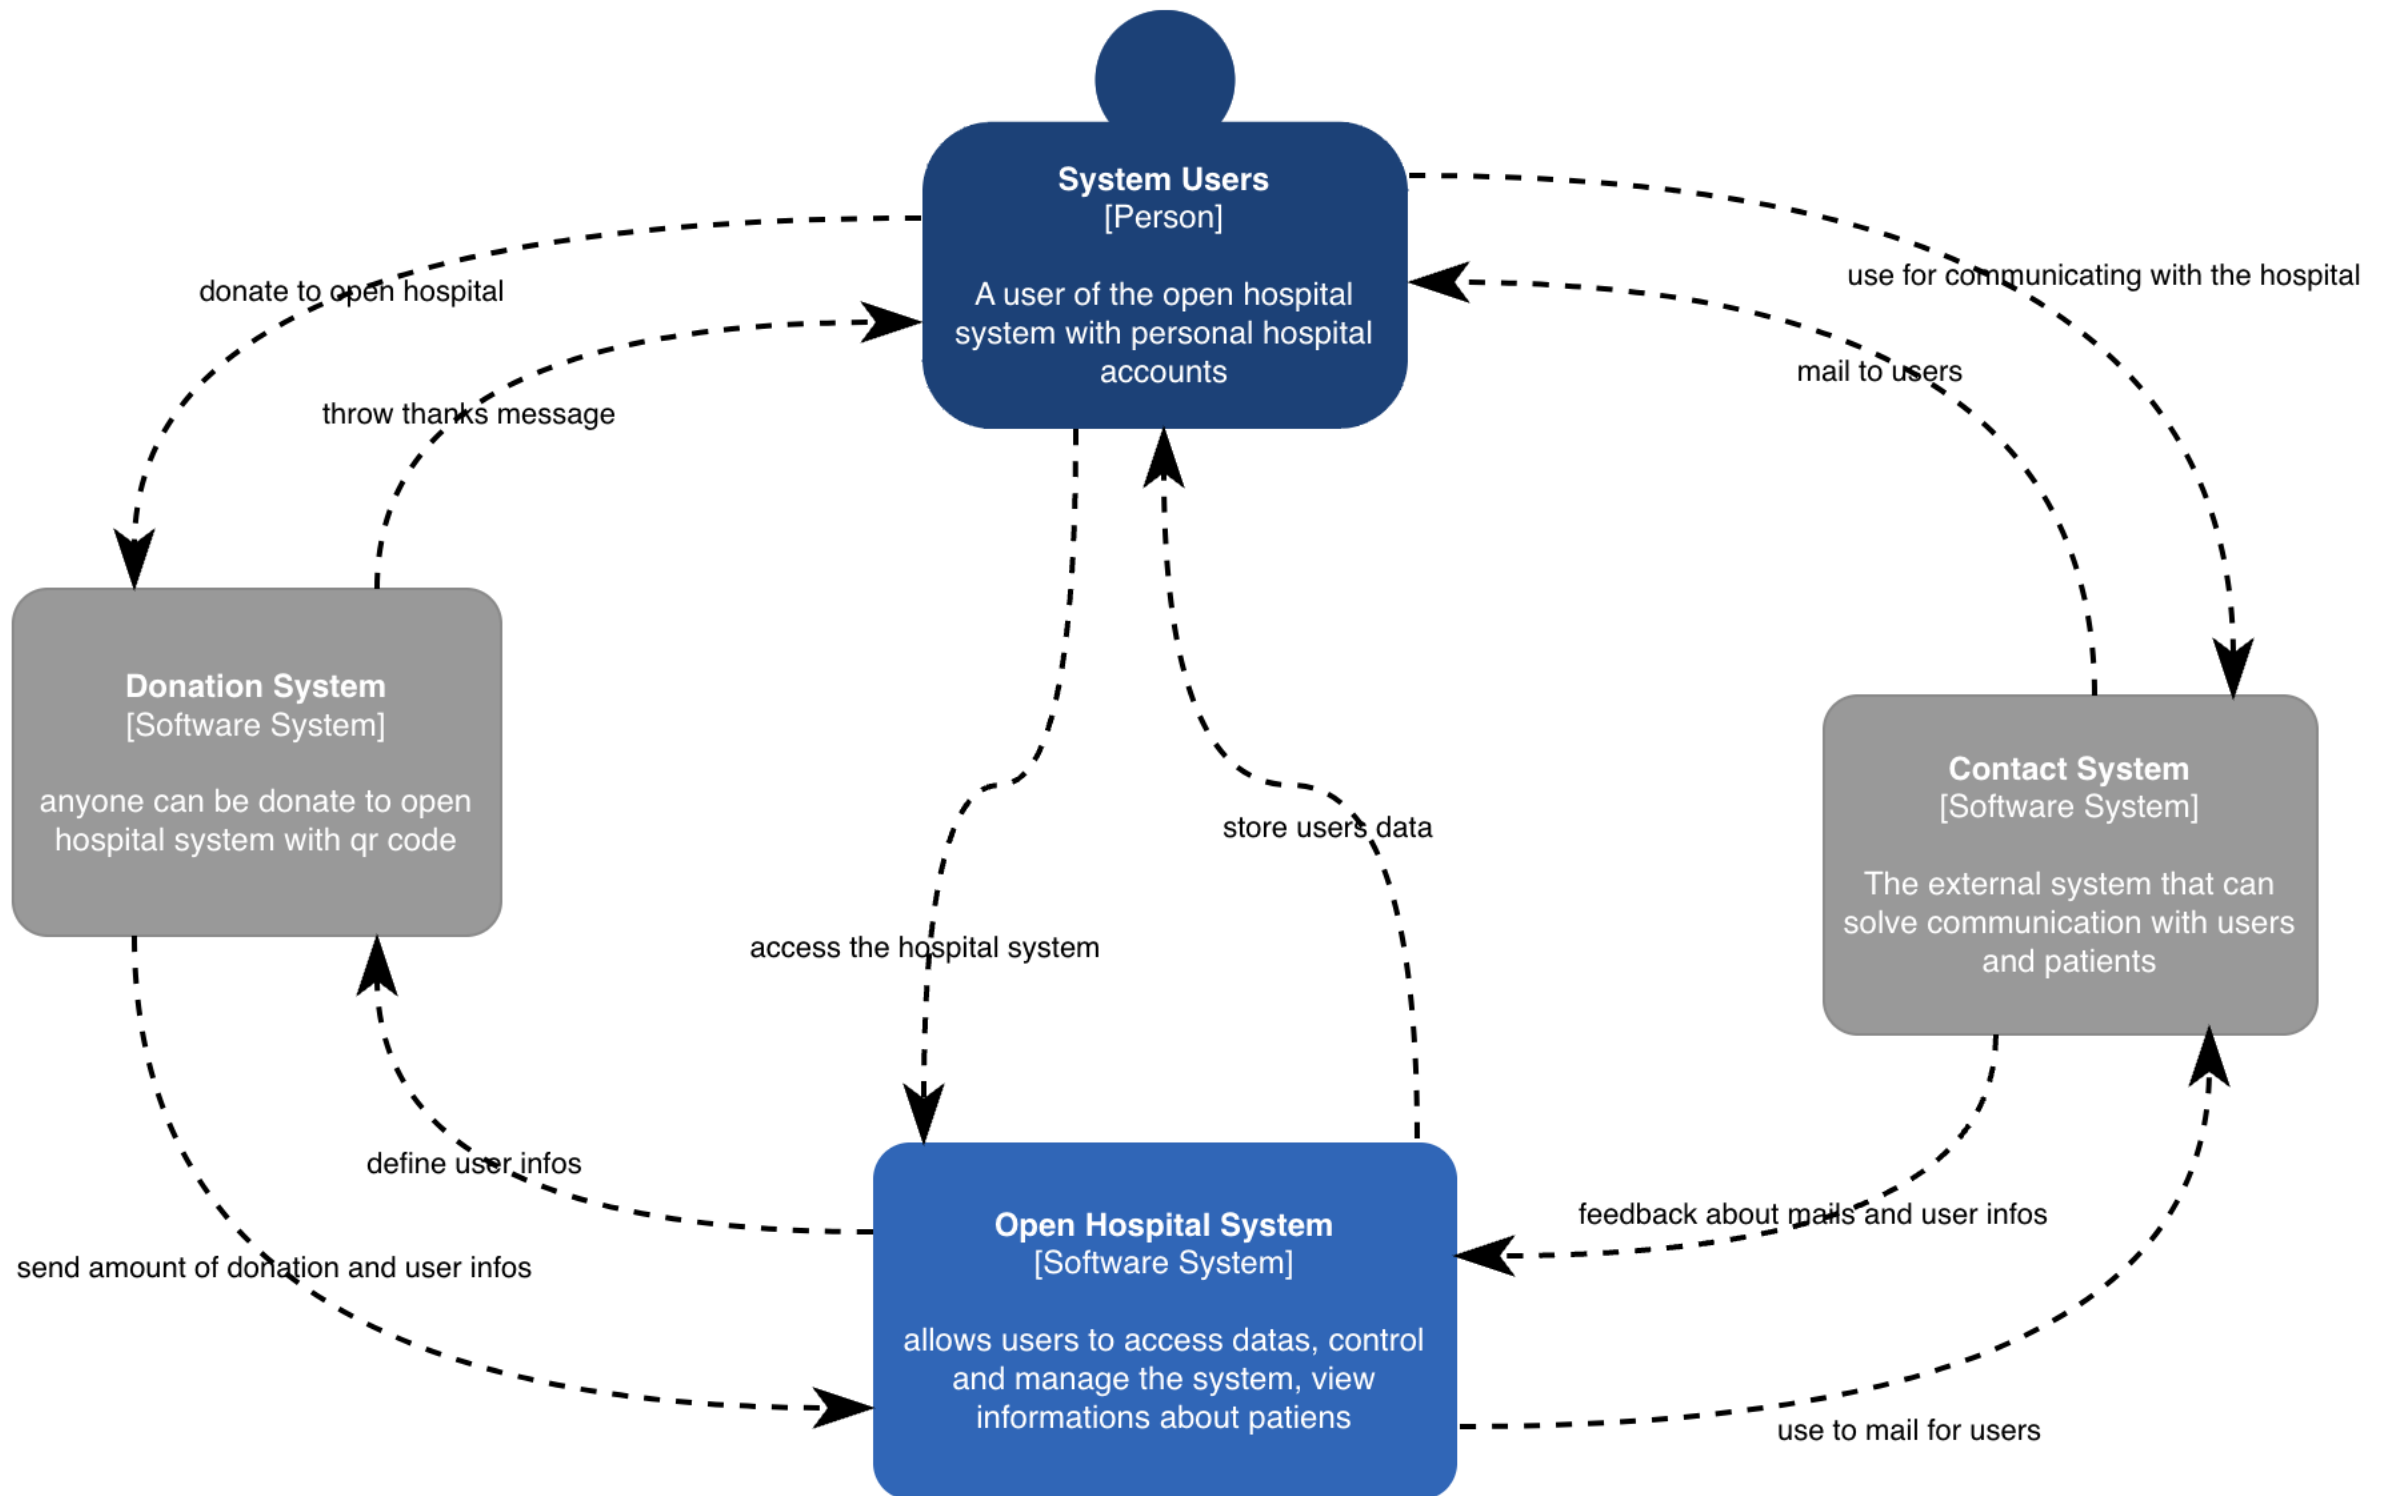 System Users
[Person]
A user of the open hospital
system with personal hospital
accounts
donate to open hospital
use for communicating with the hospital
mail to users
throw thanks message
Donation System
[Software System]
anyone can be donate to open
hospital system with qr code
Contact System
[Software System]
The external system that can
solve communication with users
and patients
store users data
access the hospital system
define user infos
feedback about mails and user infos
send amount of donation and user infos
Open Hospital System
[Software System]
allows users to access datas, control
and manage the system, view
informations about patiens
use to mail for users